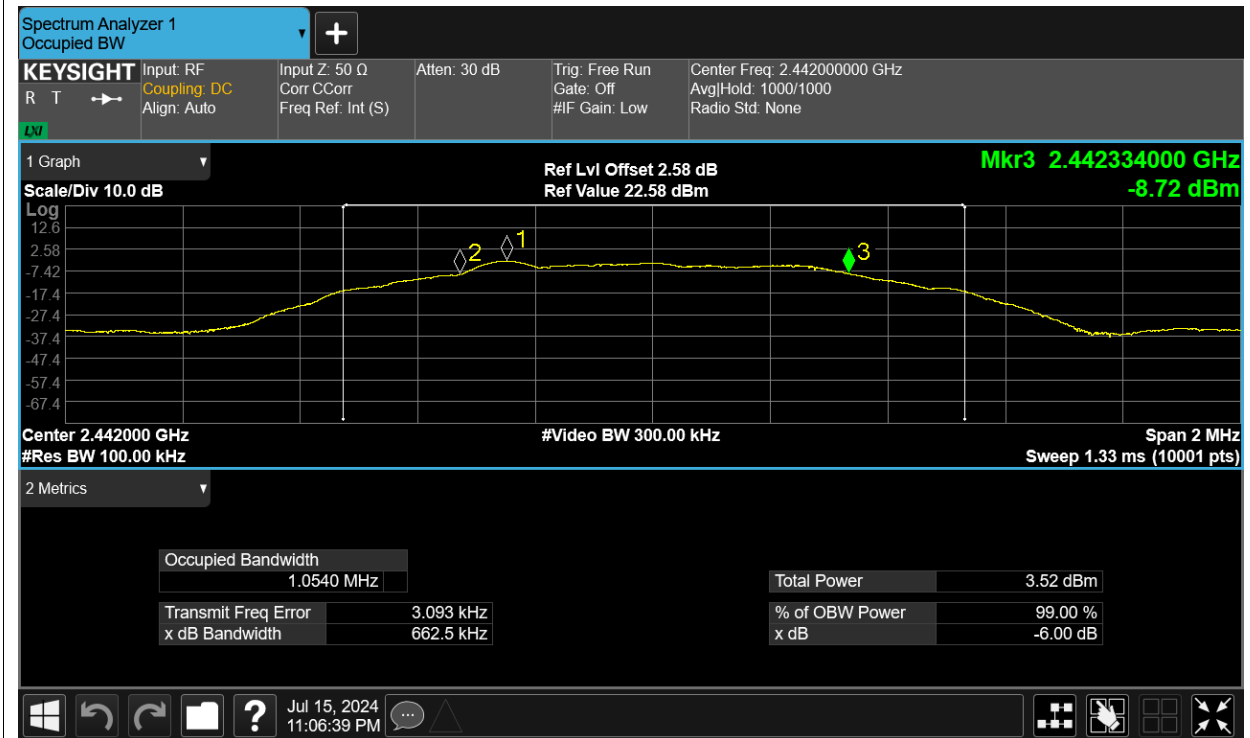 Spectrum Analyzer 1
Occupied BW
KEYSIGHT
R T
LXI
Input: RF
Coupling: DC
Align: Auto
Input Z: 50 Ω
Corr CCorr
Freq Ref: Int (S)
Atten: 30 dB
Trig: Free Run
Gate: Off
#IF Gain: Low
Center Freq: 2.442000000 GHz
Avg|Hold: 1000/1000
Radio Std: None
1 Graph
Scale/Div 10.0 dB
Ref Lvl Offset 2.58 dB
Ref Value 22.58 dBm
Mkr3 2.442334000 GHz
-8.72 dBm
Log
12.6
2.58
-7.42
-17.4
-27.4
-37.4
-47.4
-57.4
-67.4
2
1
3
Center 2.442000 GHz
#Res BW 100.00 kHz
#Video BW 300.00 kHz
Span 2 MHz
Sweep 1.33 ms (10001 pts)
2 Metrics
Occupied Bandwidth
1.0540 MHz
Transmit Freq Error 3.093 kHz
x dB Bandwidth 662.5 kHz
Total Power 3.52 dBm
% of OBW Power 99.00 %
x dB -6.00 dB
?
Jul 15, 2024
11:06:39 PM